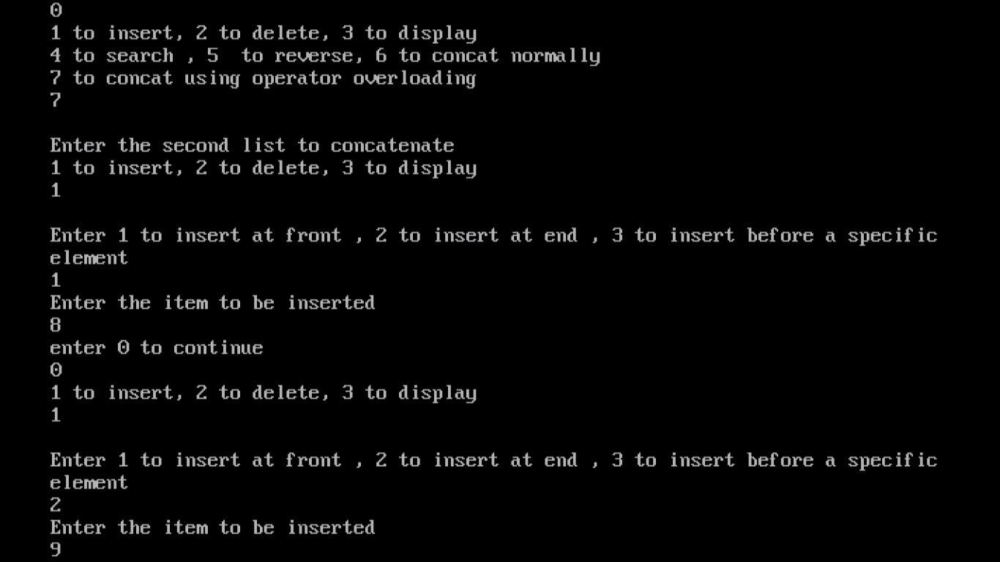 0
1 to insert, 2 to delete, 3 to display
4 to search , 5  to reverse, 6 to concat normally
7 to concat using operator overloading
7
Enter the second list to concatenate
1 to insert, 2 to delete, 3 to display
1
Enter 1 to insert at front , 2 to insert at end , 3 to insert before a specific
element
1
Enter the item to be inserted
8
enter 0 to continue
0
1 to insert, 2 to delete, 3 to display
1
Enter 1 to insert at front , 2 to insert at end , 3 to insert before a specific
element
2
Enter the item to be inserted
9